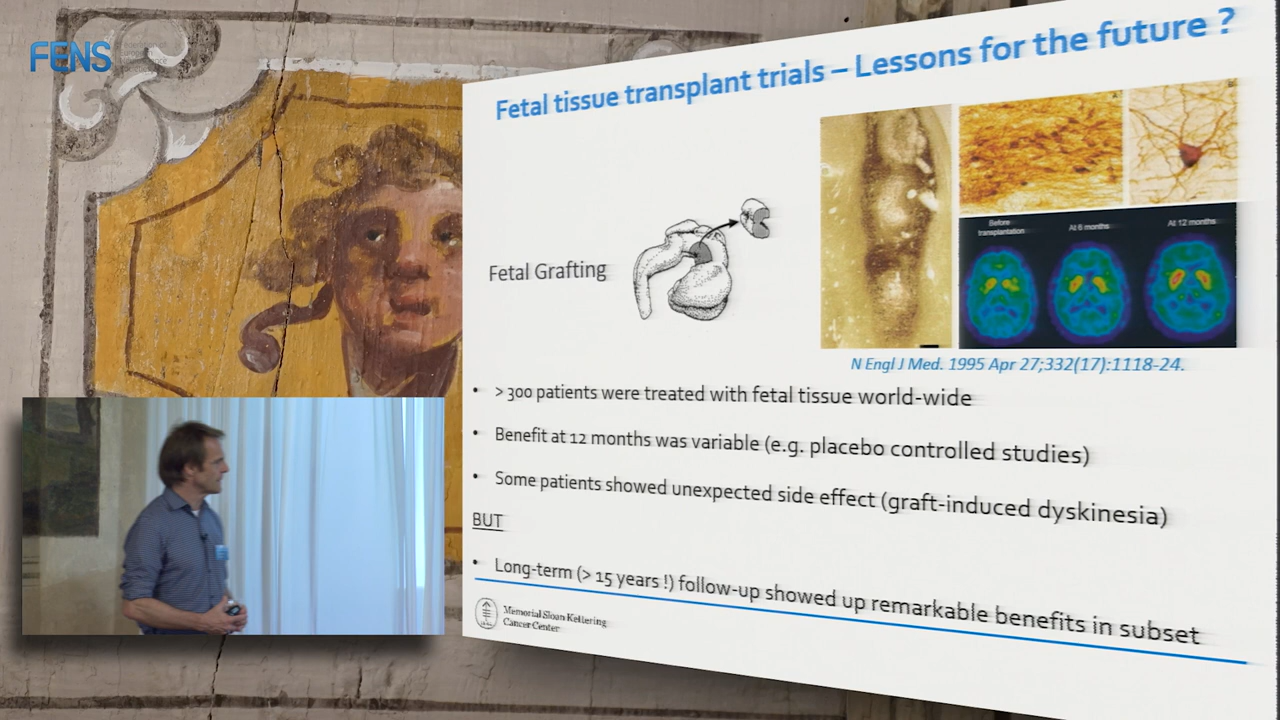 FENS
Fetal tissue transplant trials – Lessons for the future ?
A
B
Before
transplantation
At 6 months
At 12 months
Fetal Grafting
N Engl J Med. 1995 Apr 27;332(17):1118-24.
• > 300 patients were treated with fetal tissue world-wide
• Benefit at 12 months was variable (e.g. placebo controlled studies)
• Some patients showed unexpected side effect (graft-induced dyskinesia)
BUT
• Long-term (> 15 years !) follow-up showed up remarkable benefits in subset
Memorial Sloan Kettering
Cancer Center